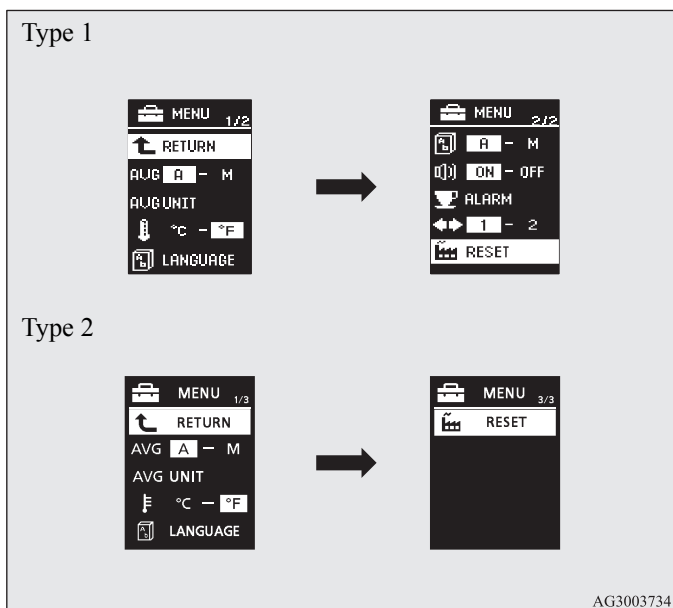 Type 1
MENU 1/2
RETURN
AVG A - M
AVG UNIT
°C - °F
LANGUAGE
MENU 2/2
A - M
ON - OFF
ALARM
1 - 2
RESET
Type 2
MENU 1/3
RETURN
AVG A - M
AVG UNIT
°C - °F
LANGUAGE
MENU 3/3
RESET
AG3003734